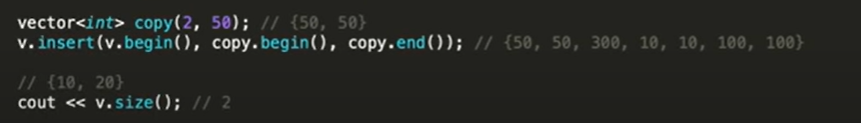 vector<int> copy(2, 50); // {50, 50}
v.insert(v.begin(), copy.begin(), copy.end()); // {50, 50, 300, 10, 10, 100, 100}
// {10, 20}
cout << v.size(); // 2